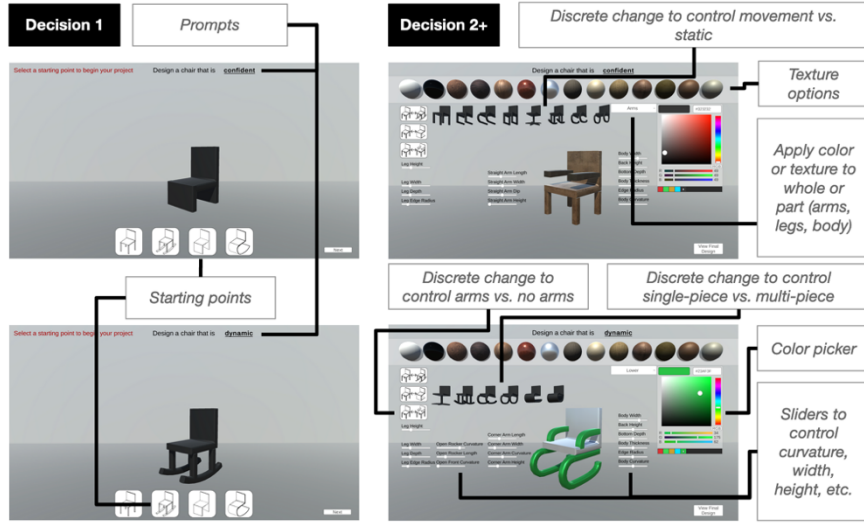 Decision 1
Prompts
Select a starting point to begin your project
Design a chair that is confident
Next
Starting points
Select a starting point to begin your project
Design a chair that is dynamic
Next
Decision 2+
Discrete change to control movement vs.
static
Design a chair that is confident
Texture
options
Arms
Leg Height
Leg Width
Leg Depth
Leg Edge Radius
Straight Arm Length
Straight Arm Width
Straight Arm Dip
Straight Arm Height
Body Width
Back Height
Bottom Depth
Body Thickness
Edge Radius
Body Curvature
View Final
Design
Apply color
or texture to
whole or
part (arms,
legs, body)
Discrete change to
control arms vs. no arms
Discrete change to control
single-piece vs. multi-piece
Design a chair that is dynamic
Lower
Color picker
Leg Height
Leg Width
Leg Depth
Leg Edge Radius
Open Rocker Curvature
Open Rocker Length
Open Front Curvature
Corner Arm Length
Corner Arm Width
Corner Arm Curvature
Corner Arm Height
Body Width
Back Height
Bottom Depth
Body Thickness
Edge Radius
Body Curvature
View Final
Design
Sliders to
control
curvature,
width,
height, etc.